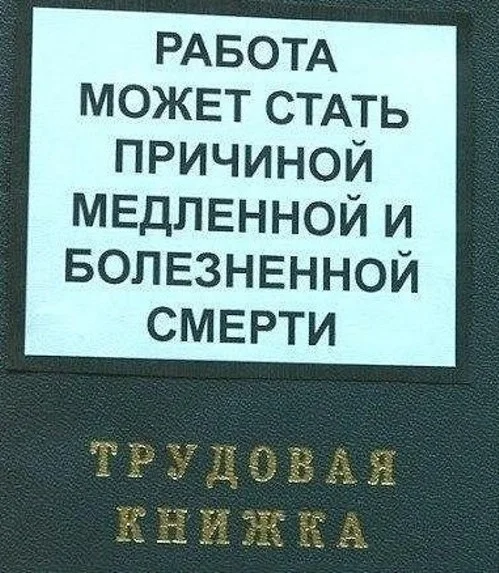 РАБОТА
МОЖЕТ СТАТЬ
ПРИЧИНОЙ
МЕДЛЕННОЙ И
БОЛЕЗНЕННОЙ
СМЕРТИ
ТРУДОВАЯ
КНИЖКА